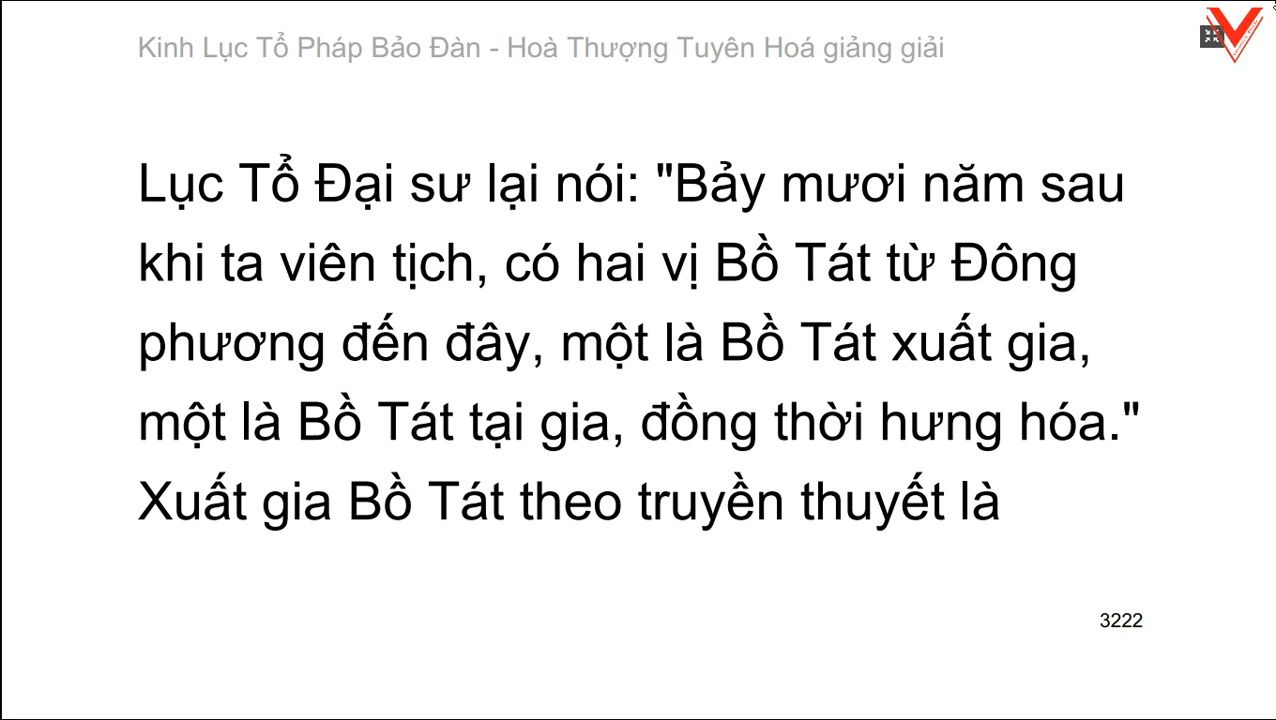 Kinh Lục Tổ Pháp Bảo Đàn - Hoà Thượng Tuyên Hoá giảng giải
Lục Tổ Đại sư lại nói: "Bảy mươi năm sau
khi ta viên tịch, có hai vị Bồ Tát từ Đông
phương đến đây, một là Bồ Tát xuất gia,
một là Bồ Tát tại gia, đồng thời hưng hóa."
Xuất gia Bồ Tát theo truyền thuyết là
3222